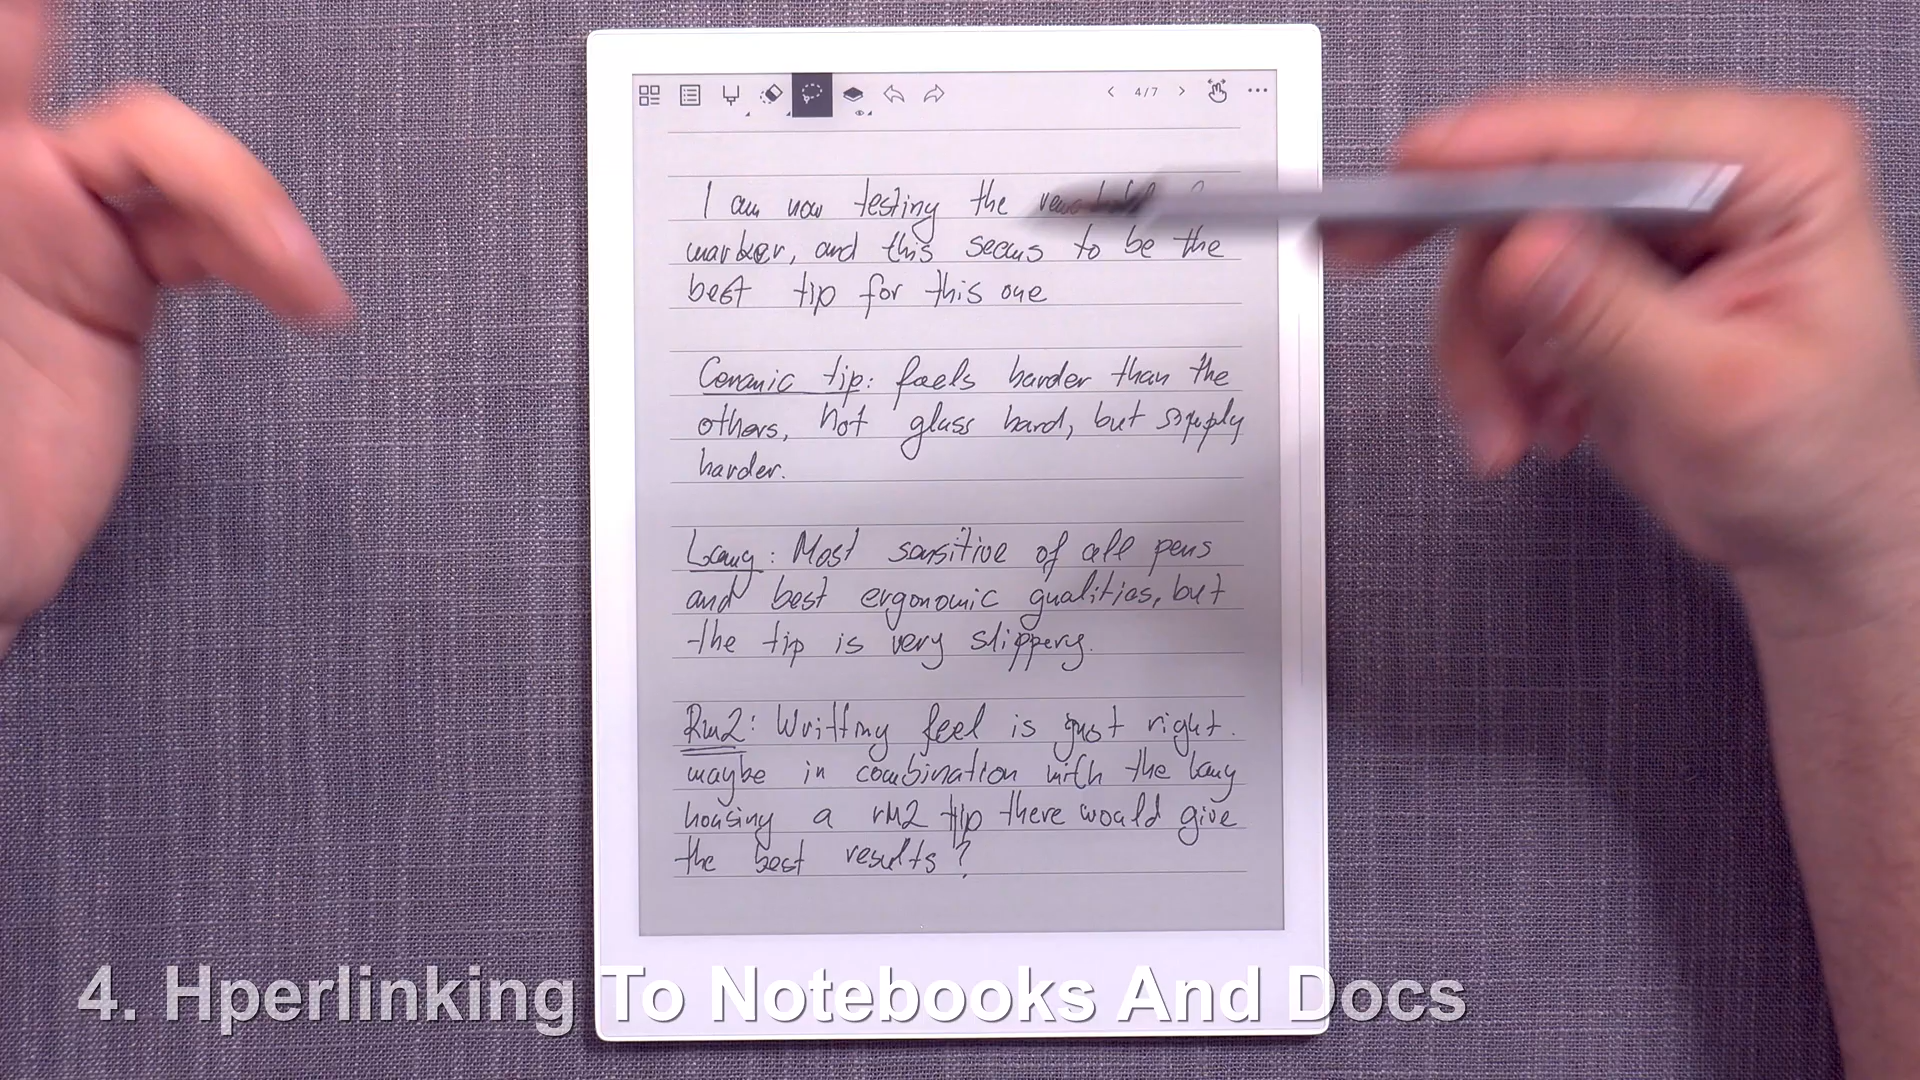 4/7
I am now testing the
marker, and this seems to be the
best tip for this one
Ceramic tip: feels harder than the
others, not glass hard, but simply
harder.
Lamy: Most sensitive of all pens
and best ergonomic qualities, but
the tip is very slippery.
Rm2: Writting feel is just right.
maybe in combination with the Lamy
housing a rM2 tip there would give
the best results?
4. Hperlinking To Notebooks And Docs